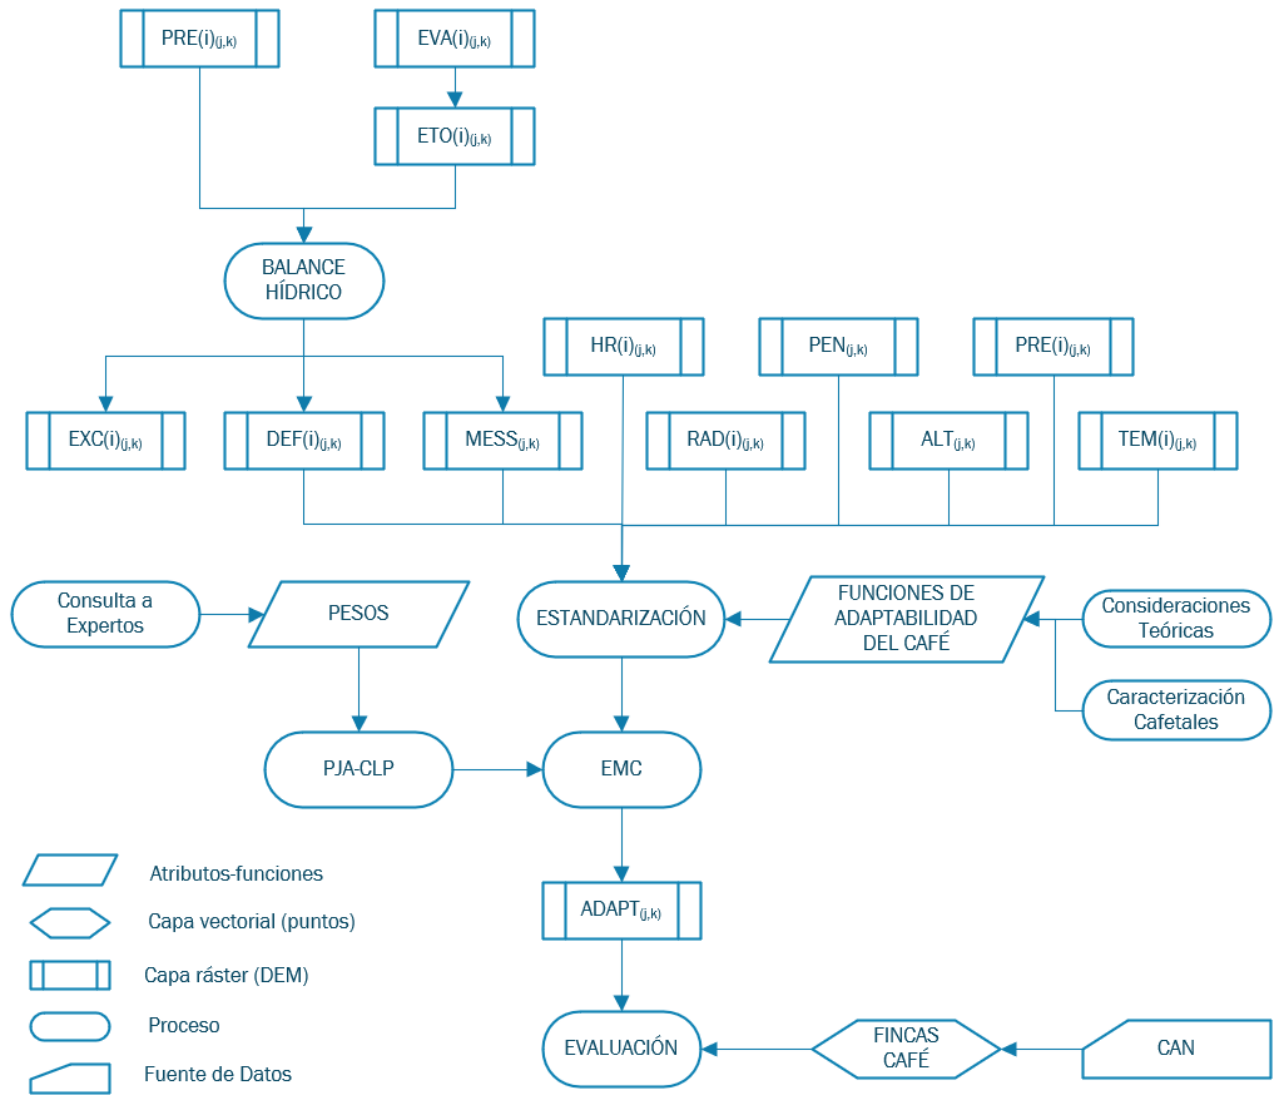 PRE(i)(j,k)
EVA(i)(j,k)
ETO(i)(j,k)
BALANCE
HÍDRICO
HR(i)(j,k)
PEN(j,k)
PRE(i)(j,k)
EXC(i)(j,k)
DEF(i)(j,k)
MESS(j,k)
RAD(i)(j,k)
ALT(j,k)
TEM(i)(j,k)
Consulta a
Expertos
PESOS
ESTANDARIZACIÓN
FUNCIONES DE
ADAPTABILIDAD
DEL CAFÉ
Consideraciones
Teóricas
Caracterización
Cafetales
PJA-CLP
EMC
Atributos-funciones
Capa vectorial (puntos)
Capa ráster (DEM)
Proceso
Fuente de Datos
ADAPT(j,k)
EVALUACIÓN
FINCAS
CAFÉ
CAN